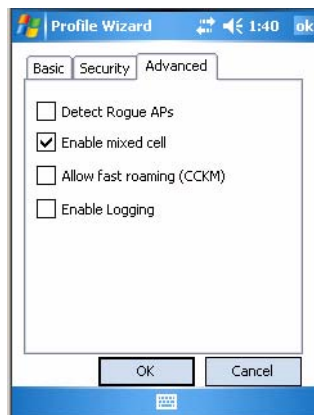 Profile Wizard 1:40 ok
Basic Security Advanced
Detect Rogue APs
Enable mixed cell
Allow fast roaming (CCKM)
Enable Logging
OK Cancel